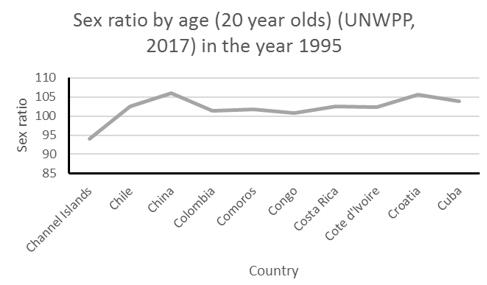 Sex ratio by age (20 year olds) (UNWPP,
2017) in the year 1995
110
105
100
95
90
85
Sex ratio
Channel Islands
Chile
China
Colombia
Comoros
Congo
Costa Rica
Cote d'Ivoire
Croatia
Cuba
Country